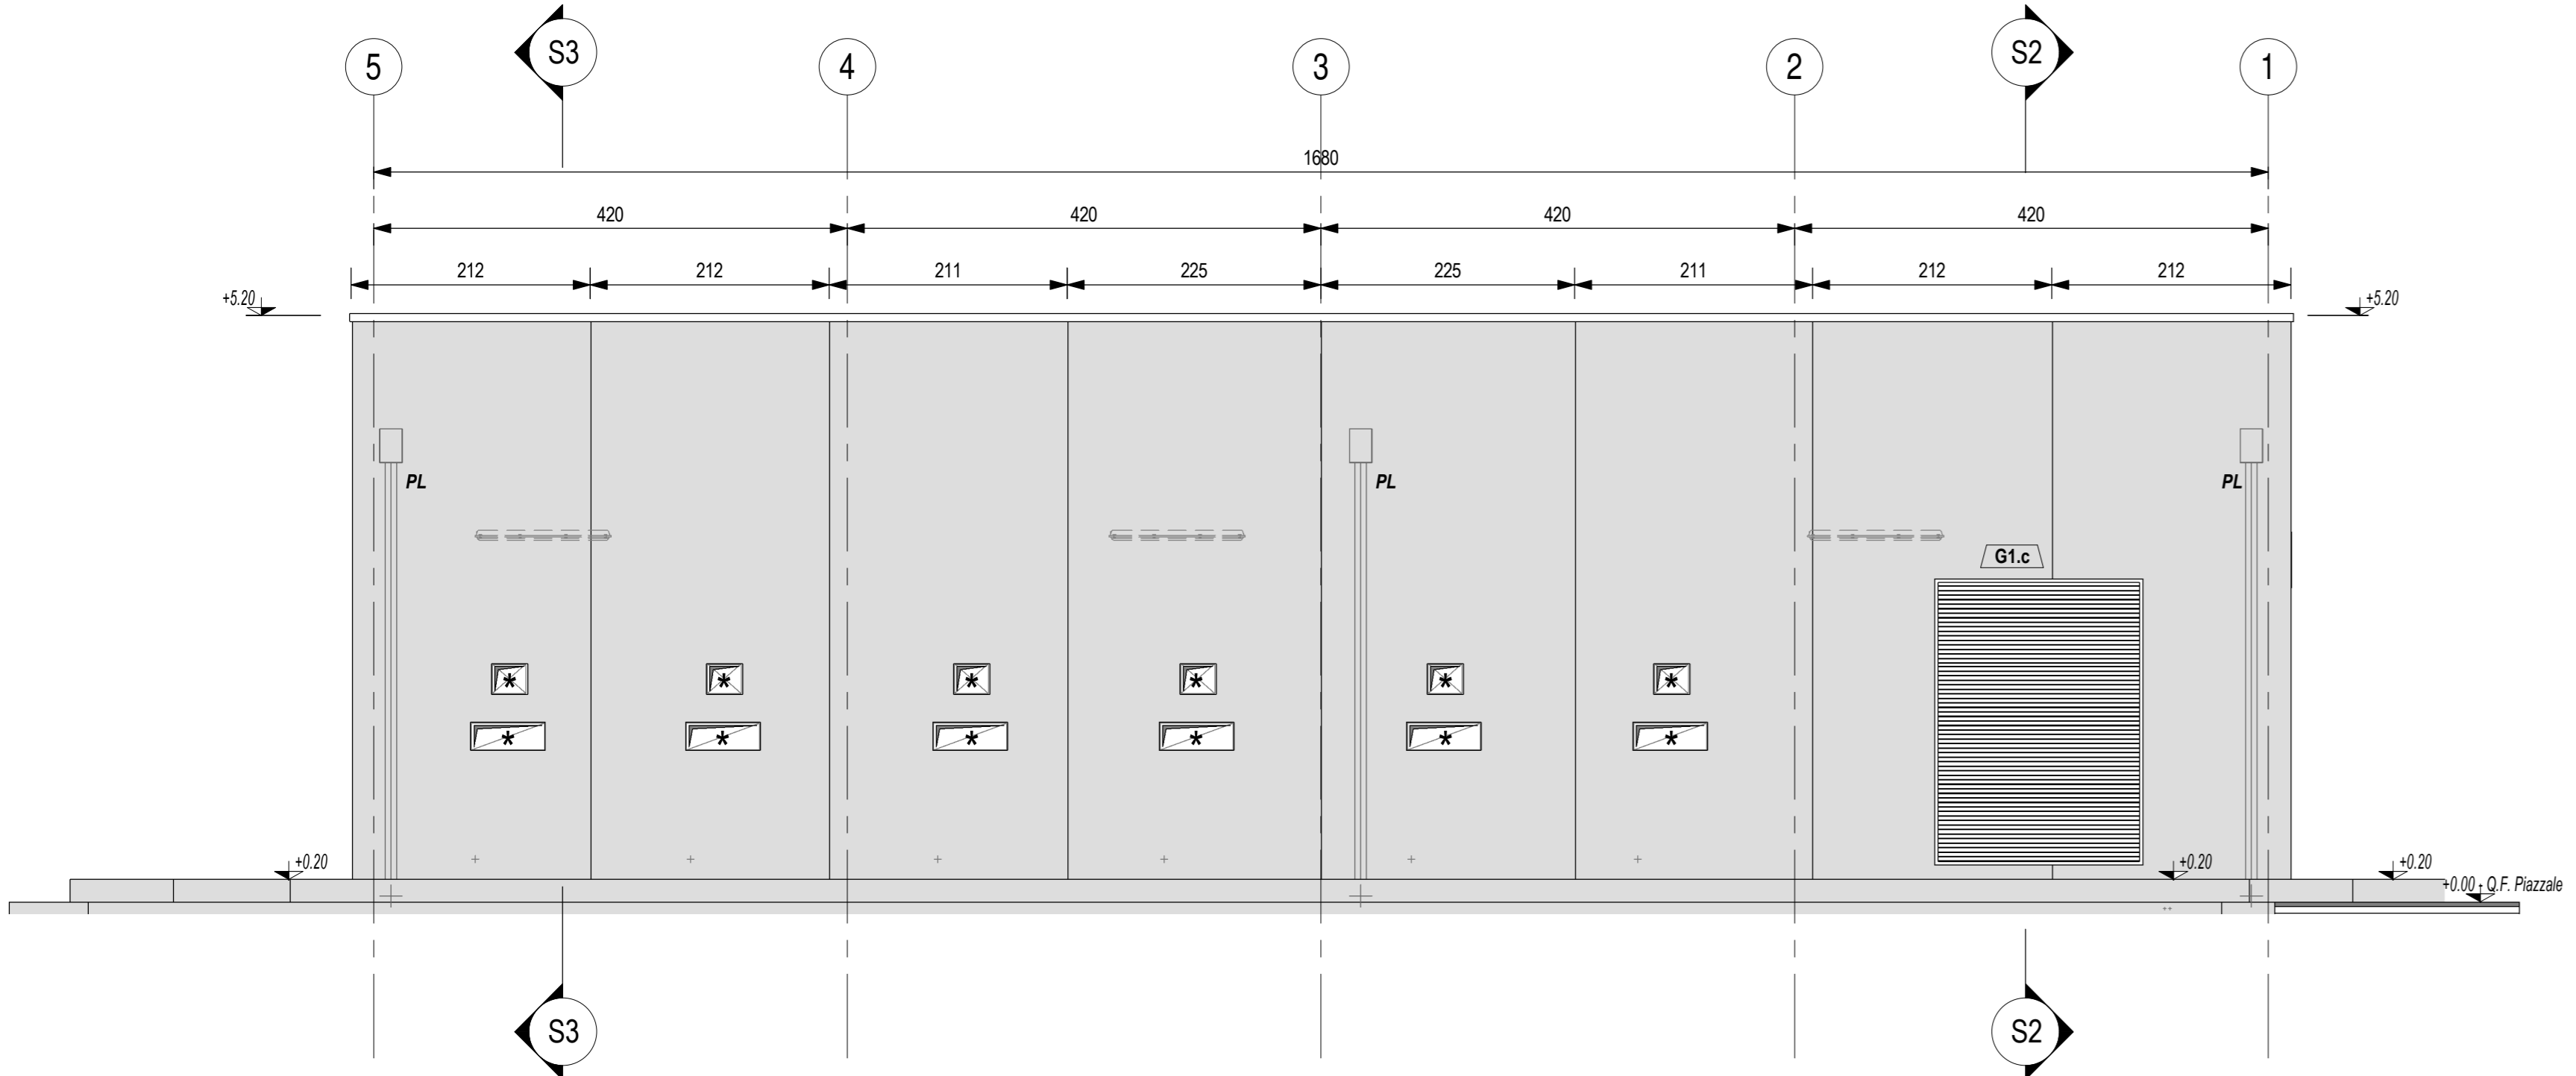 S3 S2
5 4 3 2 1
1680
420 420 420 420
212 212 211 225 225 211 212 212
+5.20 +5.20
PL PL PL
G1.c
* * * * * *
* * * * * *
+0.20 +0.20 +0.20
+0.00 - Q.F. Piazzale
S3 S2